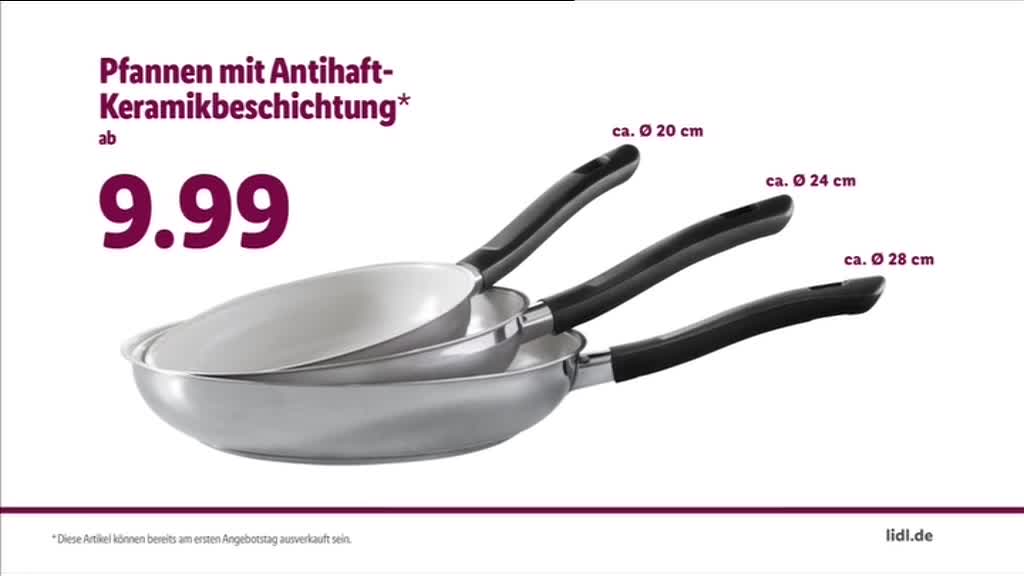 Pfannen mit Antihaft-
Keramikbeschichtung*
ab
9.99
ca. Ø 20 cm
ca. Ø 24 cm
ca. Ø 28 cm
* Diese Artikel können bereits am ersten Angebotstag ausverkauft sein.
lidl.de